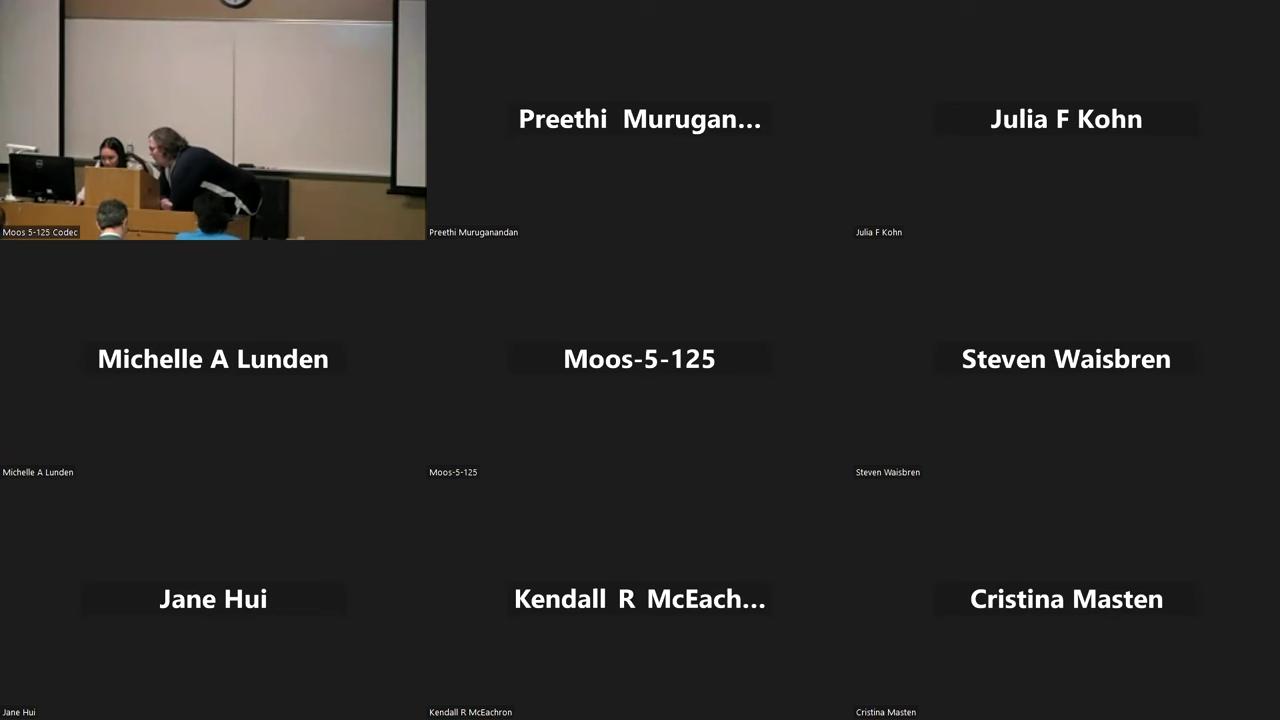 Preethi Murugan...
Julia F Kohn
Moos 5-125 Codec
Preethi Muruganandan
Julia F Kohn
Michelle A Lunden
Moos-5-125
Steven Waisbren
Michelle A Lunden
Moos-5-125
Steven Waisbren
Jane Hui
Kendall R McEach...
Cristina Masten
Jane Hui
Kendall R McEachron
Cristina Masten